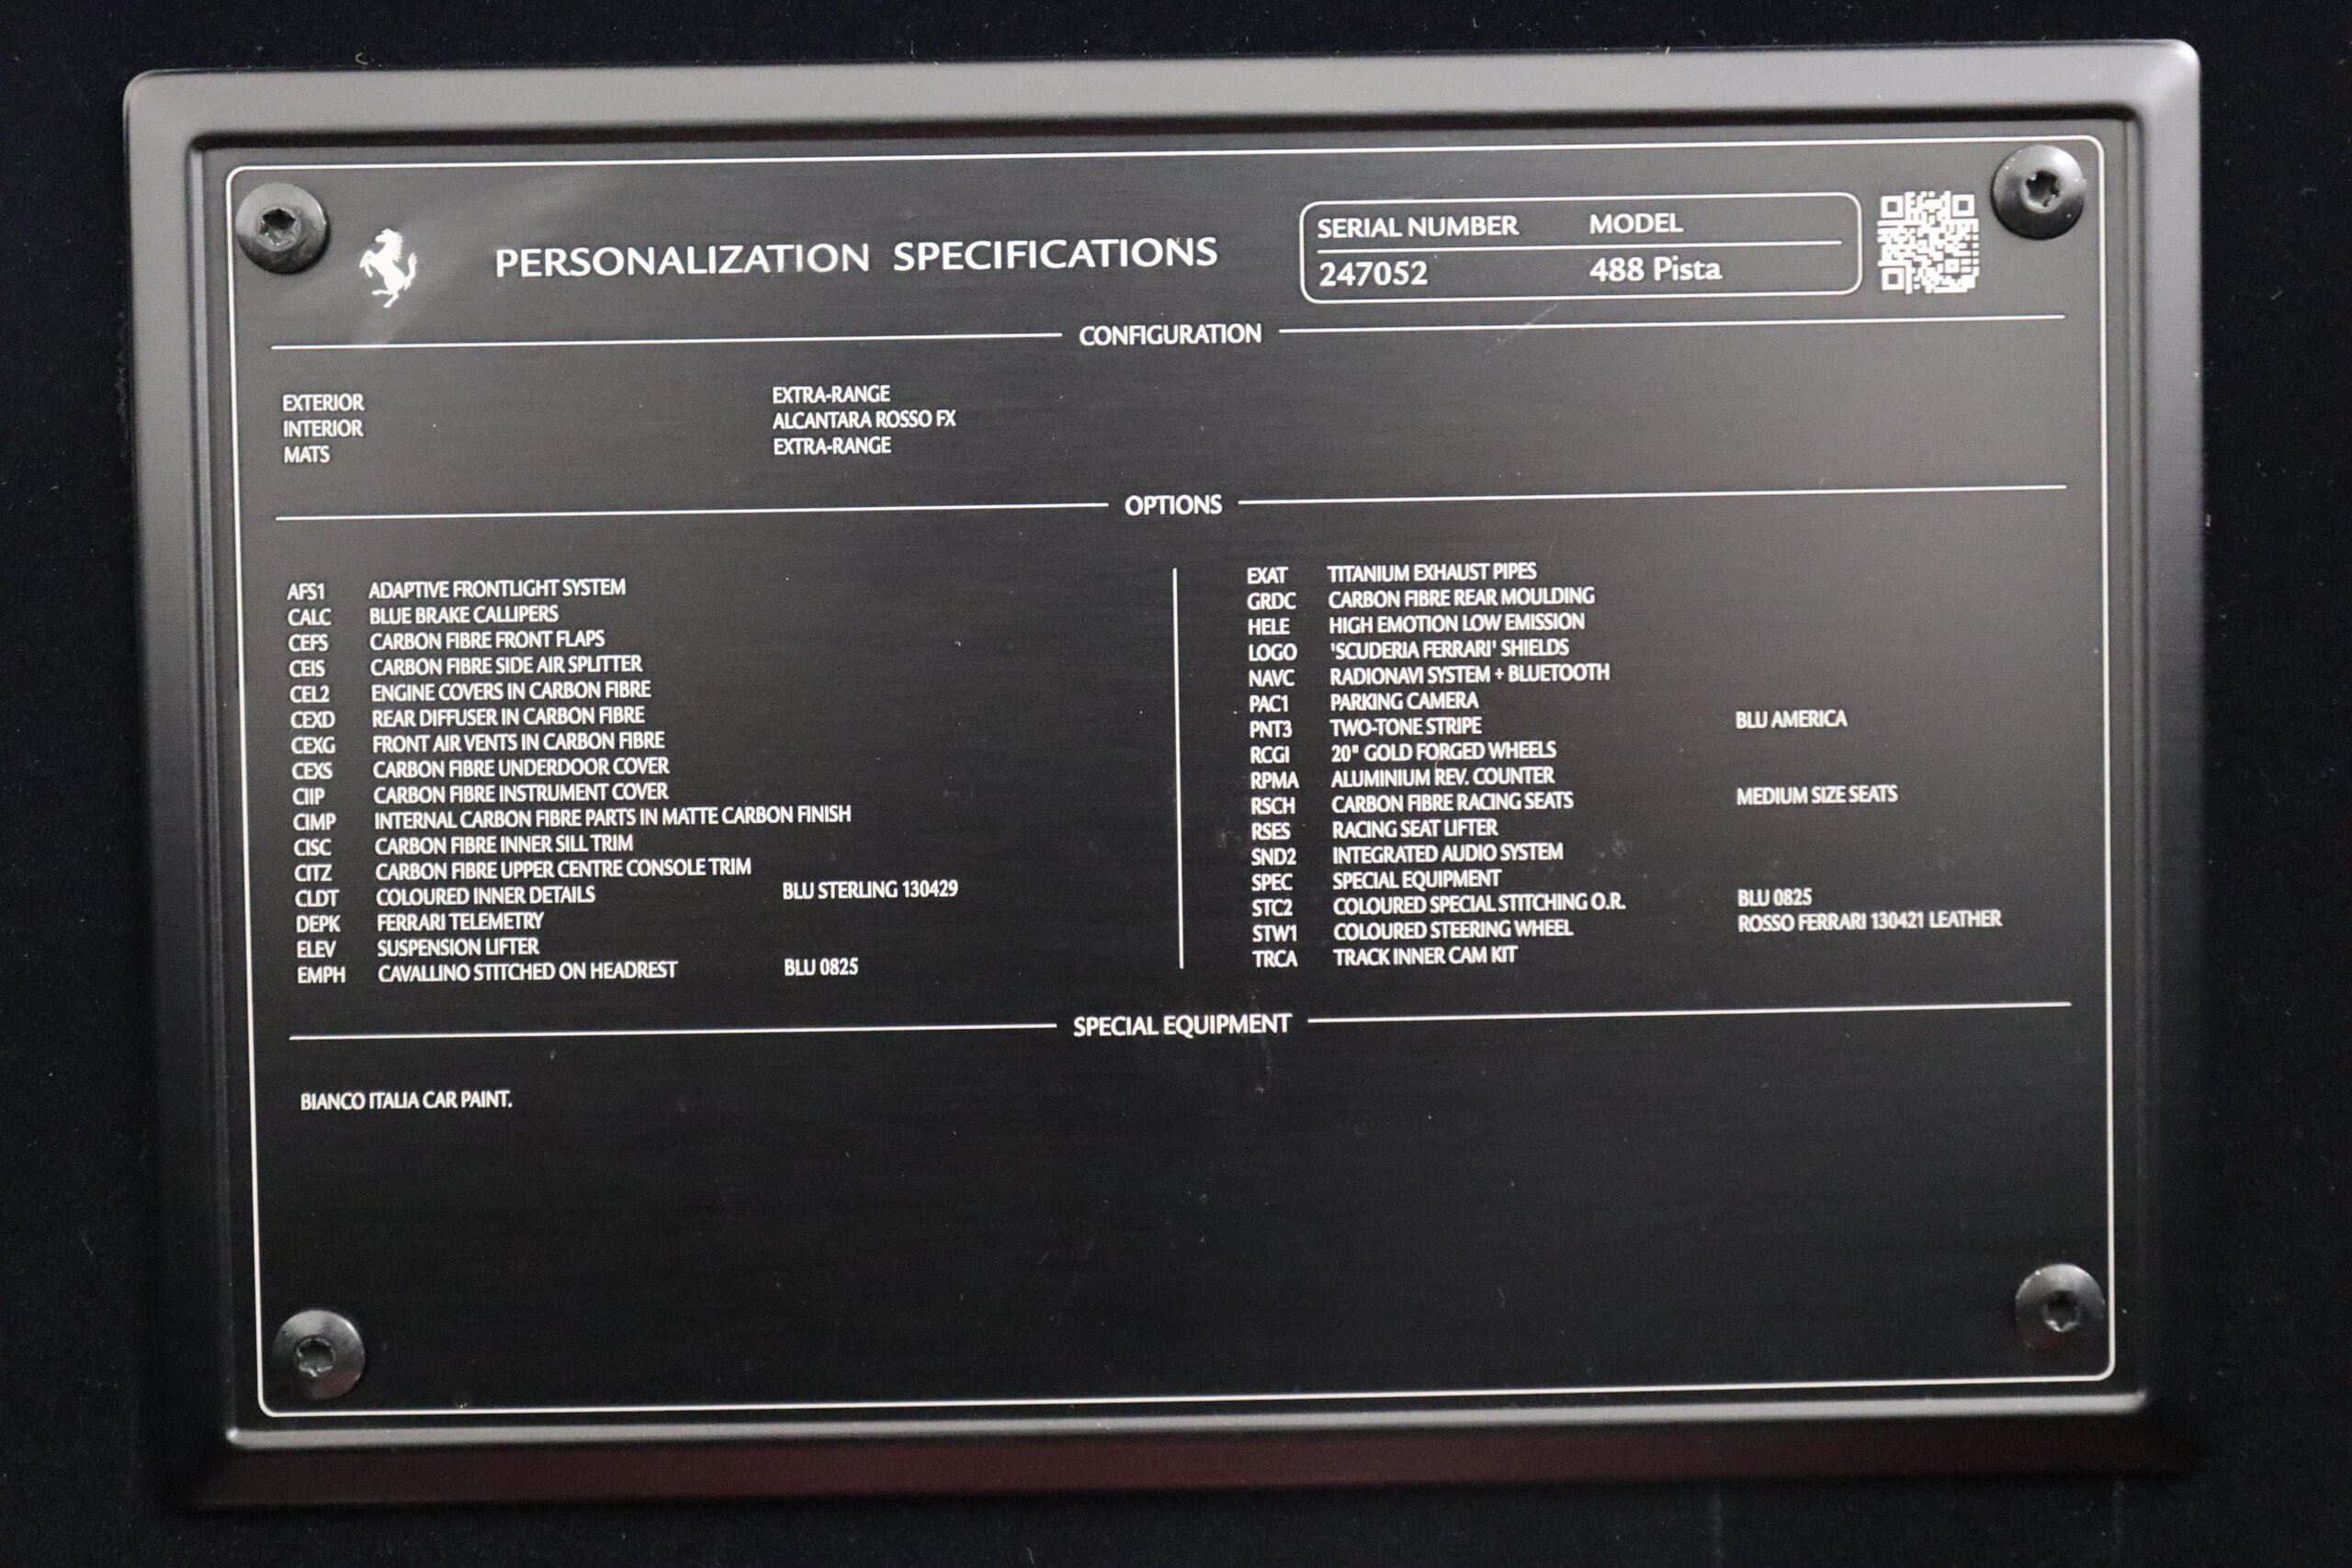 PERSONALIZATION SPECIFICATIONS
SERIAL NUMBER MODEL
247052 488 Pista
CONFIGURATION
EXTERIOR EXTRA-RANGE
INTERIOR ALCANTARA ROSSO FX
MATS EXTRA-RANGE
OPTIONS
AFS1 ADAPTIVE FRONTLIGHT SYSTEM
CALC BLUE BRAKE CALLIPERS
CEFS CARBON FIBRE FRONT FLAPS
CEIS CARBON FIBRE SIDE AIR SPLITTER
CEL2 ENGINE COVERS IN CARBON FIBRE
CEXD REAR DIFFUSER IN CARBON FIBRE
CEXG FRONT AIR VENTS IN CARBON FIBRE
CEXS CARBON FIBRE UNDERDOOR COVER
CIIP CARBON FIBRE INSTRUMENT COVER
CIMP INTERNAL CARBON FIBRE PARTS IN MATTE CARBON FINISH
CISC CARBON FIBRE INNER SILL TRIM
CITZ CARBON FIBRE UPPER CENTRE CONSOLE TRIM
CLDT COLOURED INNER DETAILS BLU STERLING 130429
DEPK FERRARI TELEMETRY
ELEV SUSPENSION LIFTER
EMPH CAVALLINO STITCHED ON HEADREST BLU 0825
EXAT TITANIUM EXHAUST PIPES
GRDC CARBON FIBRE REAR MOULDING
HELE HIGH EMOTION LOW EMISSION
LOGO 'SCUDERIA FERRARI' SHIELDS
NAVC RADIONAVI SYSTEM + BLUETOOTH
PAC1 PARKING CAMERA
PNT3 TWO-TONE STRIPE BLU AMERICA
RCGI 20" GOLD FORGED WHEELS
RPMA ALUMINIUM REV. COUNTER
RSCH CARBON FIBRE RACING SEATS MEDIUM SIZE SEATS
RSES RACING SEAT LIFTER
SND2 INTEGRATED AUDIO SYSTEM
SPEC SPECIAL EQUIPMENT
STC2 COLOURED SPECIAL STITCHING O.R. BLU 0825
STW1 COLOURED STEERING WHEEL ROSSO FERRARI 130421 LEATHER
TRCA TRACK INNER CAM KIT
SPECIAL EQUIPMENT
BIANCO ITALIA CAR PAINT.